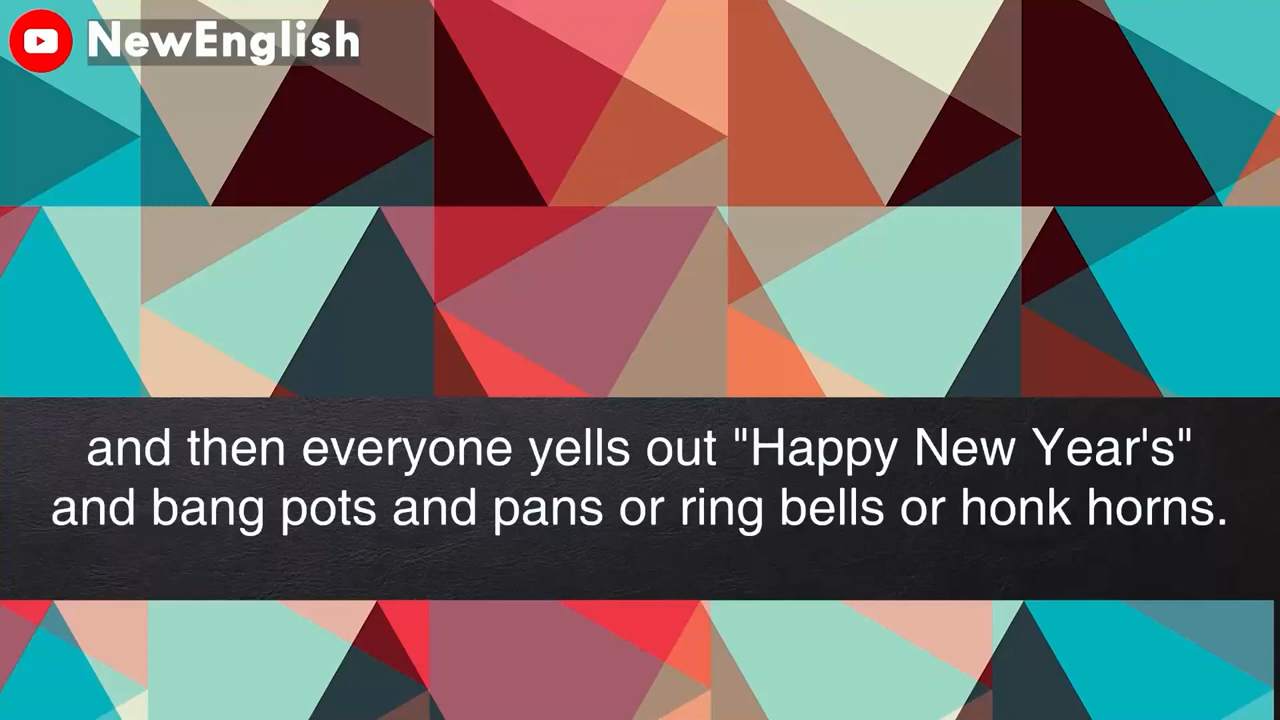 NewEnglish
and then everyone yells out "Happy New Year's"
and bang pots and pans or ring bells or honk horns.